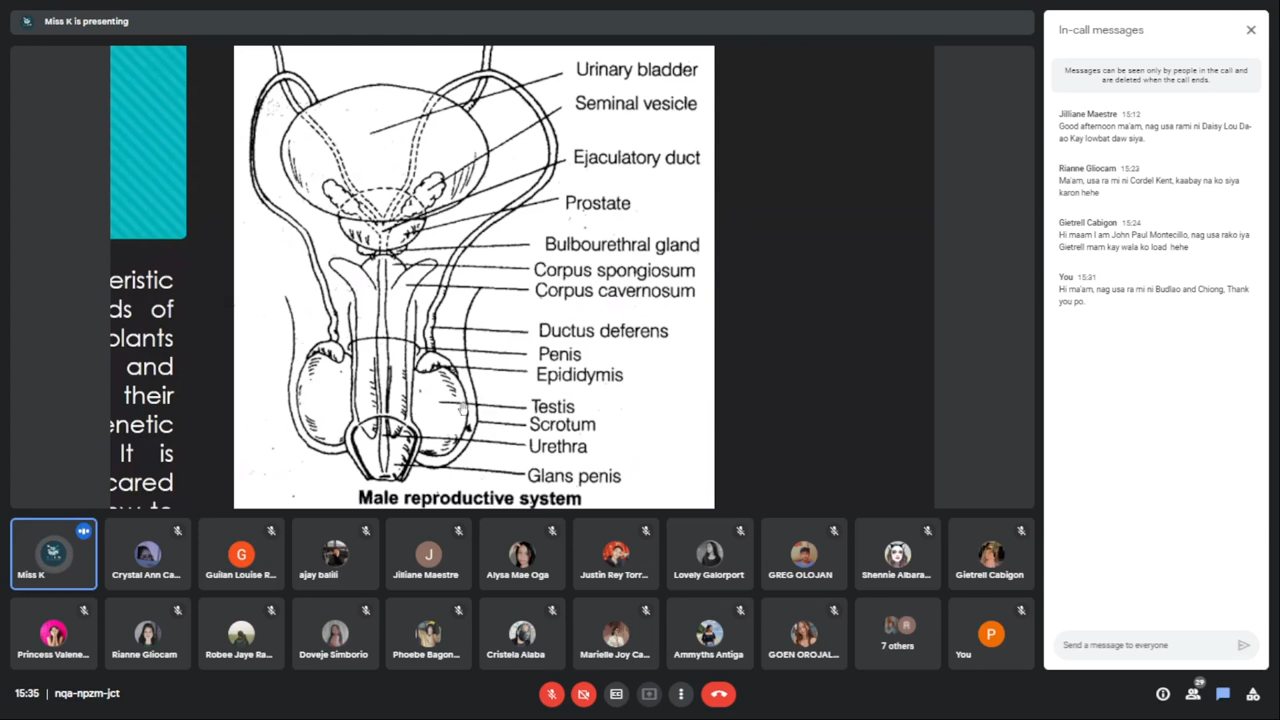 Miss K is presenting
eristic
ds of
plants
and
their
enetic
It is
cared
Urinary bladder
Seminal vesicle
Ejaculatory duct
Prostate
Bulbourethral gland
Corpus spongiosum
Corpus cavernosum
Ductus deferens
Penis
Epididymis
Testis
Scrotum
Urethra
Glans penis
Male reproductive system
In-call messages
Messages can be seen only by people in the call and
are deleted when the call ends.
Jilliane Maestre 15:12
Good afternoon ma'am, nag usa rami ni Daisy Lou Da-
ao Kay lowbat daw siya.
Rianne Gliocam 15:23
Ma'am, usa ra mi ni Cordel Kent, kaabay na ko siya
karon hehe
Gietrell Cabigon 15:24
Hi maam I am John Paul Montecillo, nag usa rako iya
Gietrell mam kay wala ko load hehe
You 15:31
Hi ma'am, nag usa ra mi ni Budlao and Chiong, Thank
you po.
Send a message to everyone
Miss K
Crystal Ann Ca...
G
Guilan Louise R...
ajay balili
J
Jilliane Maestre
Alysa Mae Oga
Justin Rey Torr...
Lovely Galorport
GREG OLOJAN
Shennie Albara...
Gietrell Cabigon
Princess Valene...
Rianne Gliocam
Robee Jaye Ra...
Doveje Simborio
Phoebe Bagon...
Cristela Alaba
Marielle Joy Ca...
Ammyths Antiga
GOEN OROJAL...
R
7 others
P
You
15:35 | nqa-npzm-jct
29